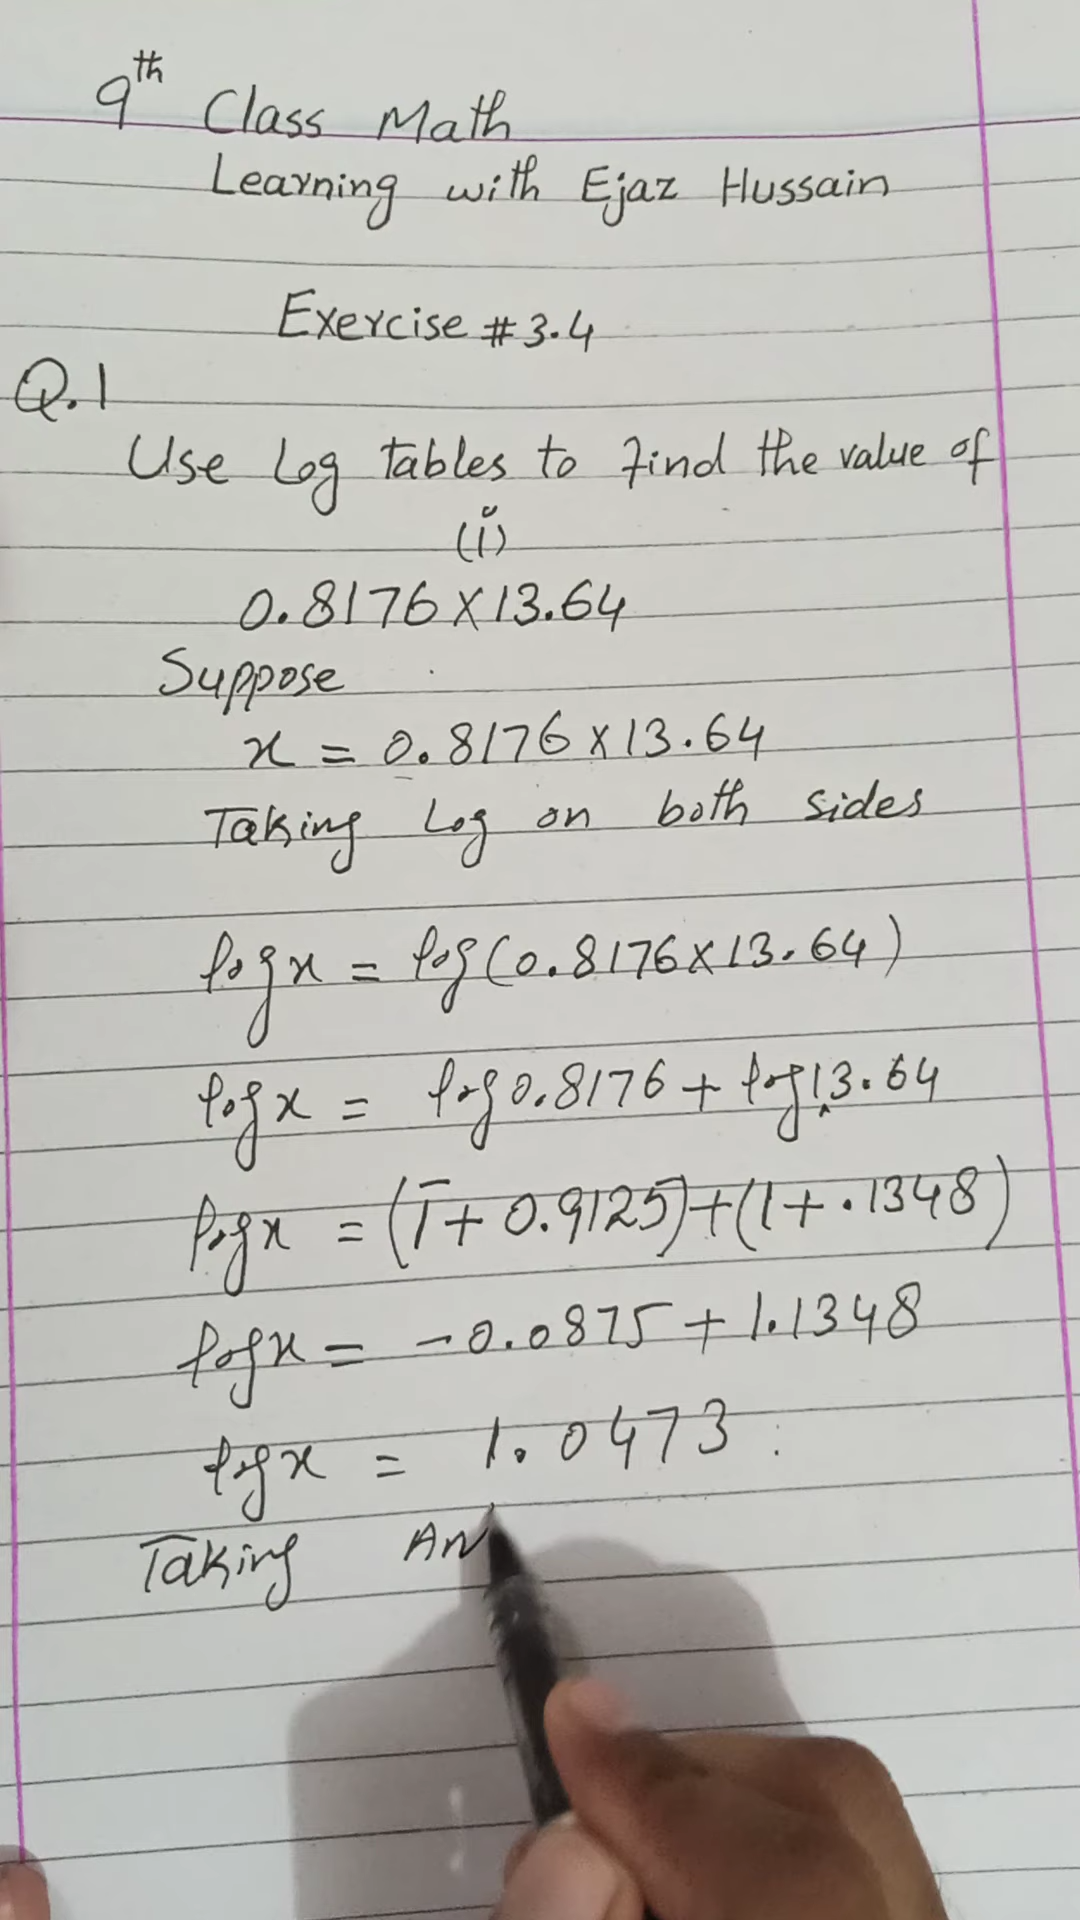 9th Class Math
Learning with Ejaz Hussain
Exercise # 3.4
Q.1
Use Log Tables to find the value of
(i)
0.8176 × 13.64
Suppose
x = 0.8176 × 13.64
Taking Log on both sides
log x = log (0.8176 × 13.64)
log x = log 0.8176 + log 13.64
log x = (1̄ + 0.9125) + (1 + .1348)
log x = -0.0875 + 1.1348
log x = 1.0473
Taking An